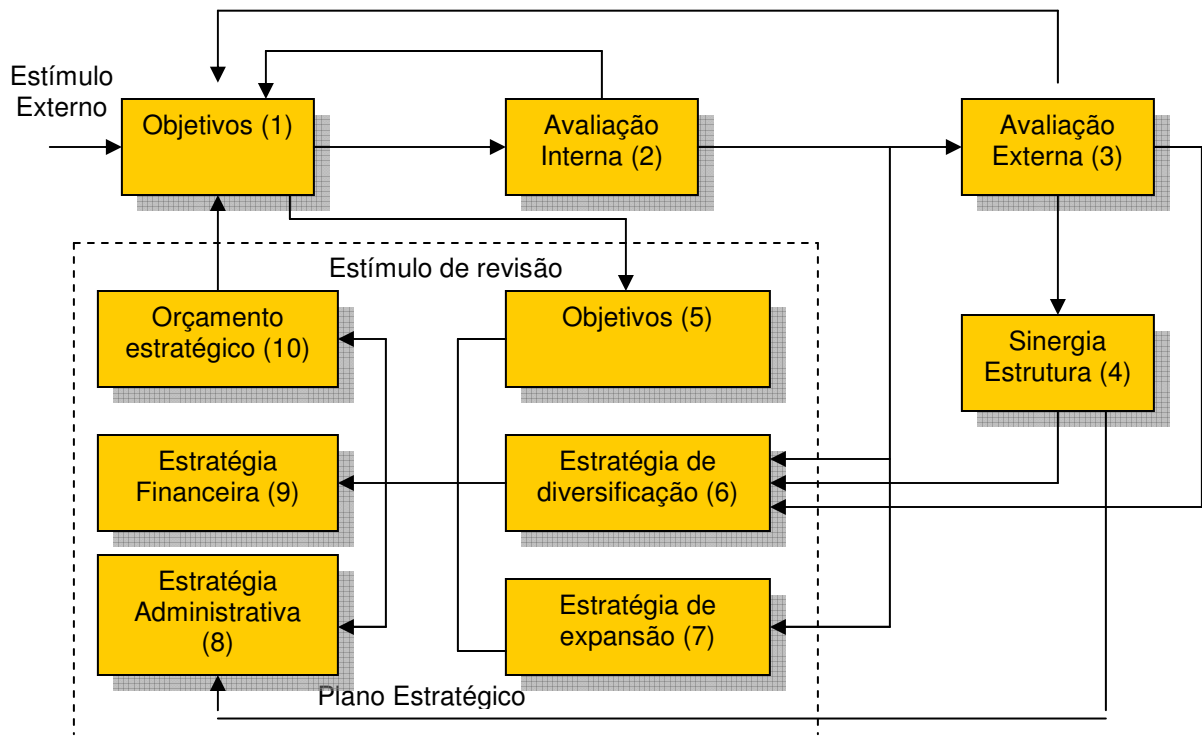 Estímulo
Externo
Objetivos (1)
Avaliação
Interna (2)
Avaliação
Externa (3)
Estímulo de revisão
Orçamento
estratégico (10)
Objetivos (5)
Sinergia
Estrutura (4)
Estratégia
Financeira (9)
Estratégia de
diversificação (6)
Estratégia
Administrativa
(8)
Estratégia de
expansão (7)
Plano Estratégico